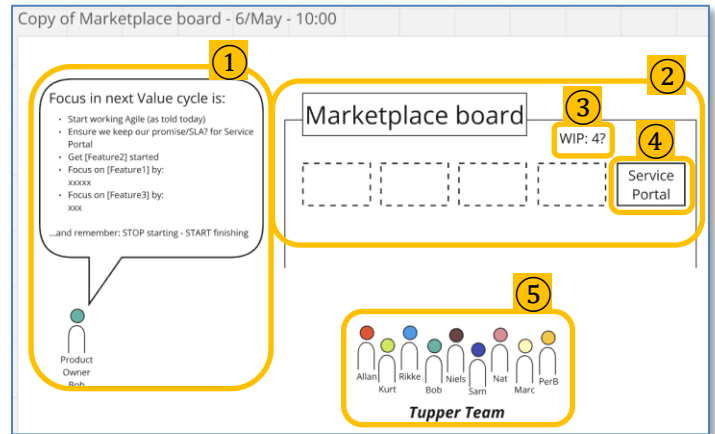 Copy of Marketplace board - 6/May - 10:00
1
Focus in next Value cycle is:
• Start working Agile (as told today)
• Ensure we keep our promise/SLA? for Service
Portal
• Get [Feature2] started
• Focus on [Feature1] by:
xxxxx
• Focus on [Feature3] by:
xxx
...and remember: STOP starting - START finishing
Product
Owner
Bob
2
Marketplace board
3
WIP: 4?
4
Service
Portal
5
Allan
Kurt
Rikke
Bob
Niels
Sam
Nat
Marc
PerB
Tupper Team